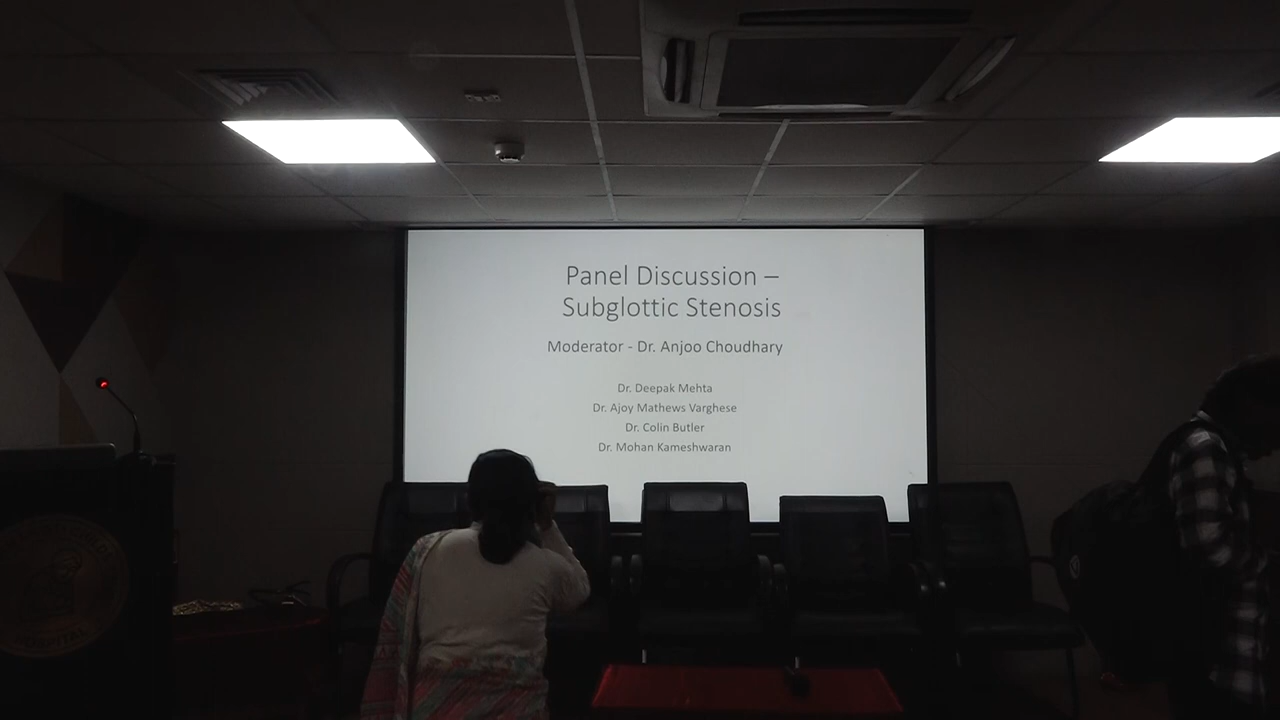 Panel Discussion –
Subglottic Stenosis
Moderator - Dr. Anjoo Choudhary
Dr. Deepak Mehta
Dr. Ajoy Mathews Varghese
Dr. Colin Butler
Dr. Mohan Kameshwaran